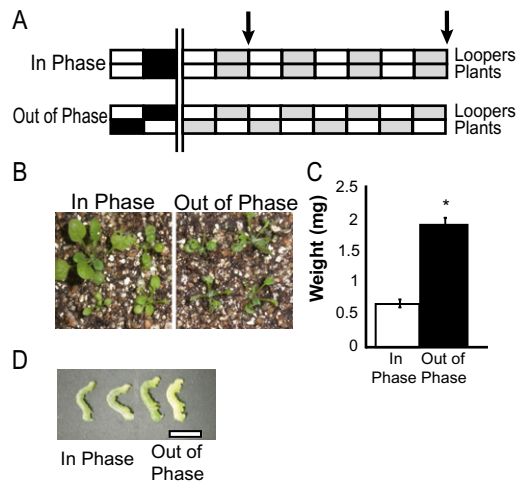 A
In Phase
Loopers
Plants
Out of Phase
Loopers
Plants
B
In Phase
Out of Phase
C
Weight (mg)
2.5
2
1.5
1
0.5
0
*
In Phase
Out of Phase
D
In Phase
Out of Phase